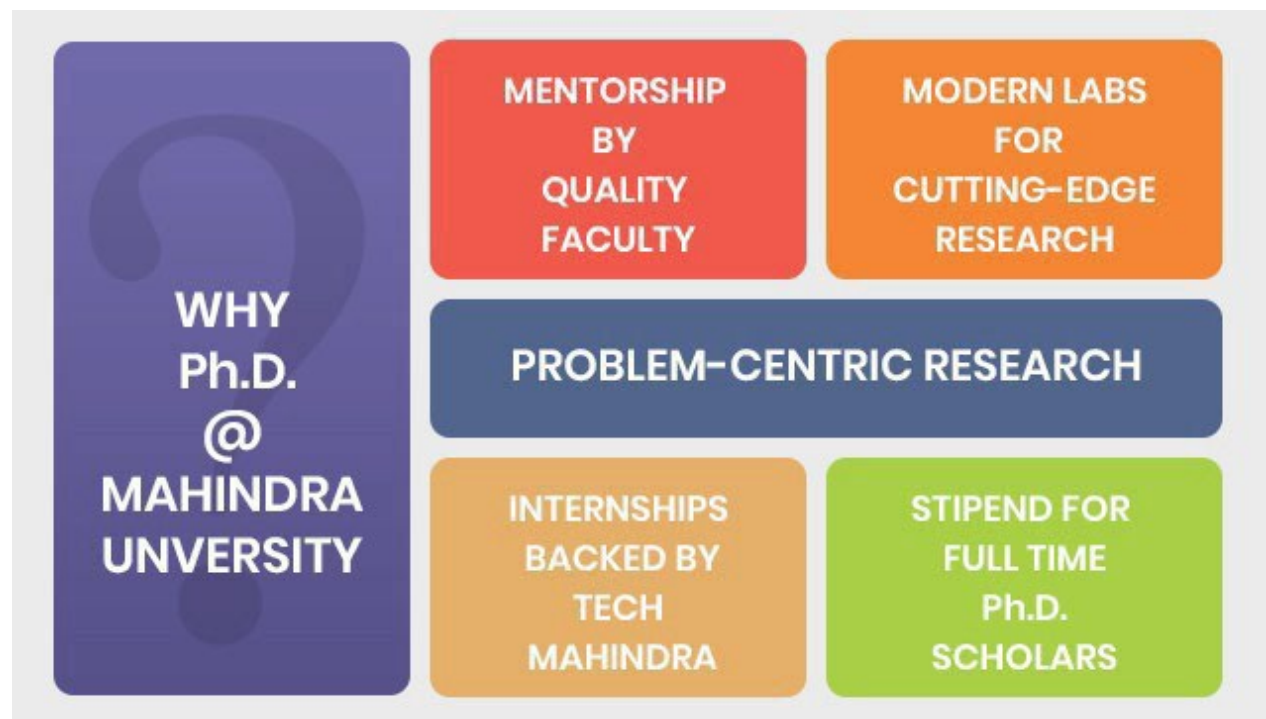 WHY
Ph.D.
@
MAHINDRA
UNVERSITY
MENTORSHIP
BY
QUALITY
FACULTY
MODERN LABS
FOR
CUTTING-EDGE
RESEARCH
PROBLEM-CENTRIC RESEARCH
INTERNSHIPS
BACKED BY
TECH
MAHINDRA
STIPEND FOR
FULL TIME
Ph.D.
SCHOLARS